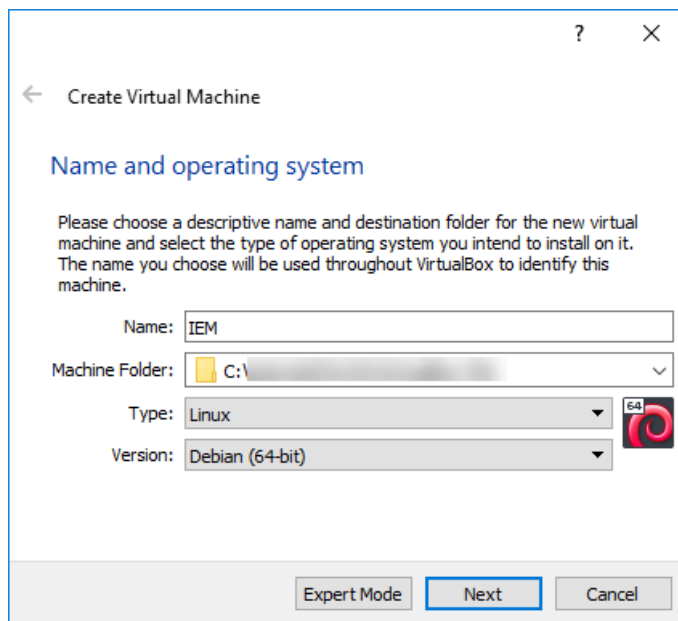 ?
Create Virtual Machine
Name and operating system
Please choose a descriptive name and destination folder for the new virtual
machine and select the type of operating system you intend to install on it.
The name you choose will be used throughout VirtualBox to identify this
machine.
Name: IEM
Machine Folder: C:\
Type: Linux
64
Version: Debian (64-bit)
Expert Mode Next Cancel